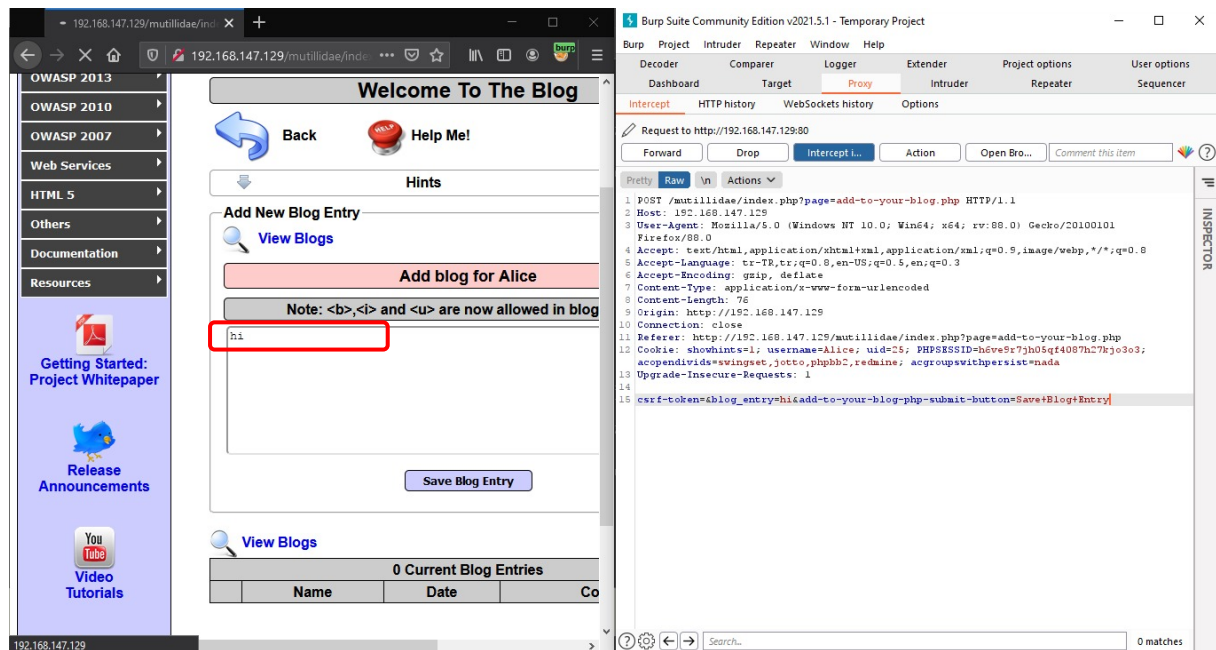 192.168.147.129/mutillidae/ind
192.168.147.129/mutillidae/inde
burp
OWASP 2013
OWASP 2010
OWASP 2007
Web Services
HTML 5
Others
Documentation
Resources
Getting Started:
Project Whitepaper
Release
Announcements
You
Tube
Video
Tutorials
192.168.147.129
Welcome To The Blog
Back
HELP
Help Me!
Hints
Add New Blog Entry
View Blogs
Add blog for Alice
Note: <b>,<i> and <u> are now allowed in blog
hi
Save Blog Entry
View Blogs
0 Current Blog Entries
Name Date Co
Burp Suite Community Edition v2021.5.1 - Temporary Project
Burp Project Intruder Repeater Window Help
Decoder Comparer Logger Extender Project options User options
Dashboard Target Proxy Intruder Repeater Sequencer
Intercept HTTP history WebSockets history Options
Request to http://192.168.147.129:80
Forward Drop Intercept i... Action Open Bro... Comment this item
Pretty Raw \n Actions
1 POST /mutillidae/index.php?page=add-to-your-blog.php HTTP/1.1
2 Host: 192.168.147.129
3 User-Agent: Mozilla/5.0 (Windows NT 10.0; Win64; x64; rv:88.0) Gecko/20100101
Firefox/88.0
4 Accept: text/html,application/xhtml+xml,application/xml;q=0.9,image/webp,*/*;q=0.8
5 Accept-Language: tr-TR,tr;q=0.8,en-US;q=0.5,en;q=0.3
6 Accept-Encoding: gzip, deflate
7 Content-Type: application/x-www-form-urlencoded
8 Content-Length: 76
9 Origin: http://192.168.147.129
10 Connection: close
11 Referer: http://192.168.147.129/mutillidae/index.php?page=add-to-your-blog.php
12 Cookie: showhints=1; username=Alice; uid=25; PHPSESSID=h6ve9r7jh05qf4087h27kjo3o3;
acopendivids=swingset,jotto,phpbb2,redmine; acgroupswithpersist=nada
13 Upgrade-Insecure-Requests: 1
14
15 csrf-token=&blog_entry=hi&add-to-your-blog-php-submit-button=Save+Blog+Entry
INSPECTOR
Search...
0 matches